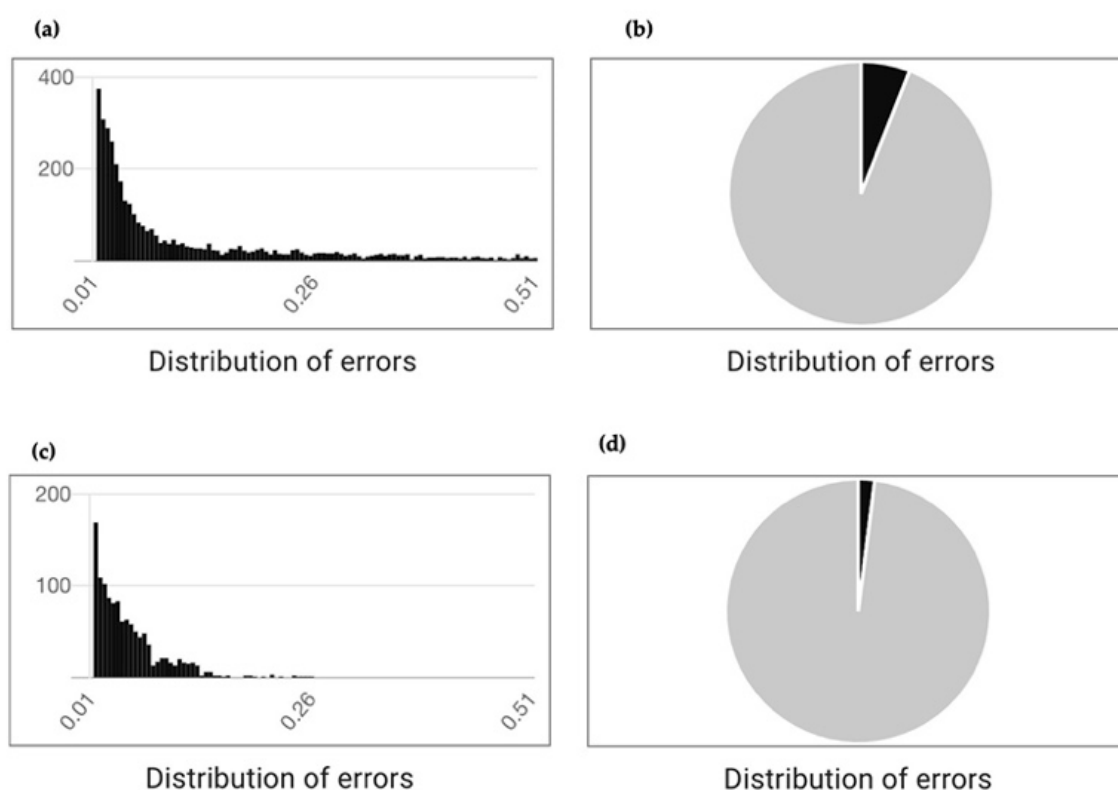 (a)
(b)
400
200
0.01
0.26
0.51
Distribution of errors
Distribution of errors
(c)
(d)
200
100
0.01
0.26
0.51
Distribution of errors
Distribution of errors